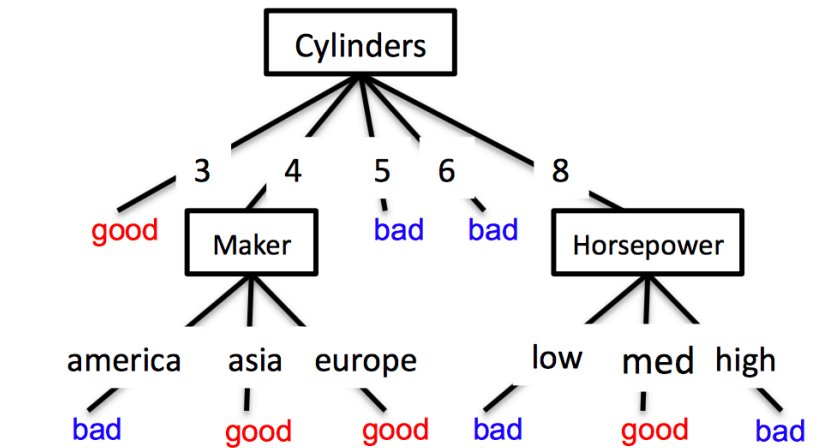 Cylinders
3 4 5 6 8
good Maker bad bad Horsepower
america asia europe low med high
bad good good bad good bad